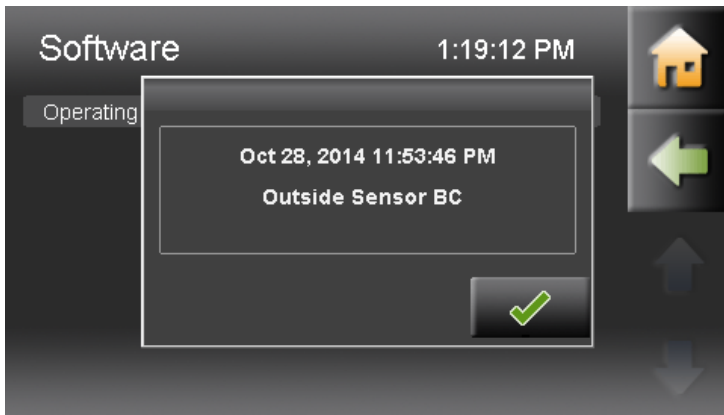 Software
1:19:12 PM
Operating
Oct 28, 2014 11:53:46 PM
Outside Sensor BC